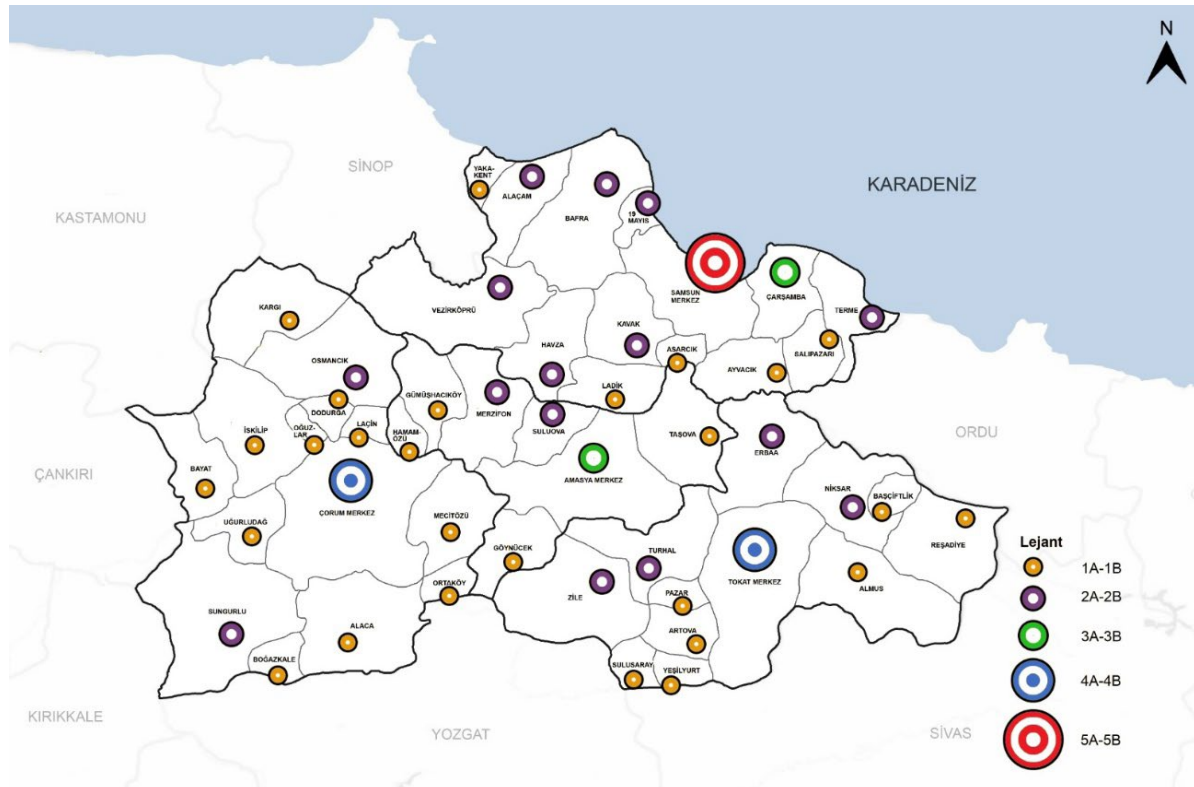 N
SİNOP
KARADENİZ
KASTAMONU
YAKA-
KENT
ALAÇAM
BAFRA
19
MAYIS
SAMSUN
MERKEZ
ÇARŞAMBA
TERME
KARGI
VEZİRKÖPRÜ
KAVAK
HAVZA
ASARCIK
SALIPAZARI
AYVACIK
OSMANCIK
DODURGA
GÜMÜŞHACIKÖY
MERZİFON
LADİK
SULUOVA
TAŞOVA
ERBAA
ORDU
İSKİLİP
OĞUZ-
LAR
LAÇİN
HAMAM-
ÖZÜ
ÇANKIRI
BAYAT
AMASYA MERKEZ
ÇORUM MERKEZ
NİKSAR
BAŞÇİFTLİK
UĞURLUDAĞ
MECİTÖZÜ
GÖYNÜCEK
TURHAL
REŞADİYE
Lejant
1A-1B
2A-2B
3A-3B
4A-4B
5A-5B
ORTAKÖY
ZİLE
PAZAR
TOKAT MERKEZ
ALMUS
SUNGURLU
ALACA
ARTOVA
BOĞAZKALE
SULUSARAY
YEŞİLYURT
KIRIKKALE
YOZGAT
SİVAS